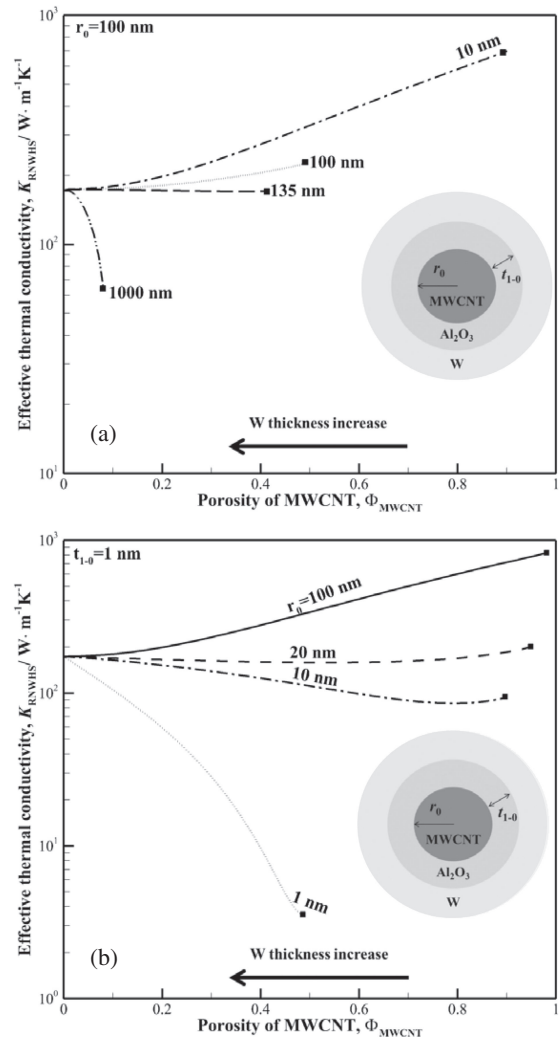 10³
r₀=100 nm
10 nm
100 nm
135 nm
1000 nm
10²
10¹
Effective thermal conductivity, K_RNWHS/ W· m⁻¹K⁻¹
r₀
t₁₋₀
MWCNT
Al₂O₃
W
(a)
W thickness increase
0 0.2 0.4 0.6 0.8 1
Porosity of MWCNT, Φ_MWCNT
10³
t₁₋₀=1 nm
r₀=100 nm
20 nm
10 nm
1 nm
10²
10¹
10⁰
Effective thermal conductivity, K_RNWHS/ W· m⁻¹K⁻¹
r₀
t₁₋₀
MWCNT
Al₂O₃
W
(b)
W thickness increase
0 0.2 0.4 0.6 0.8 1
Porosity of MWCNT, Φ_MWCNT